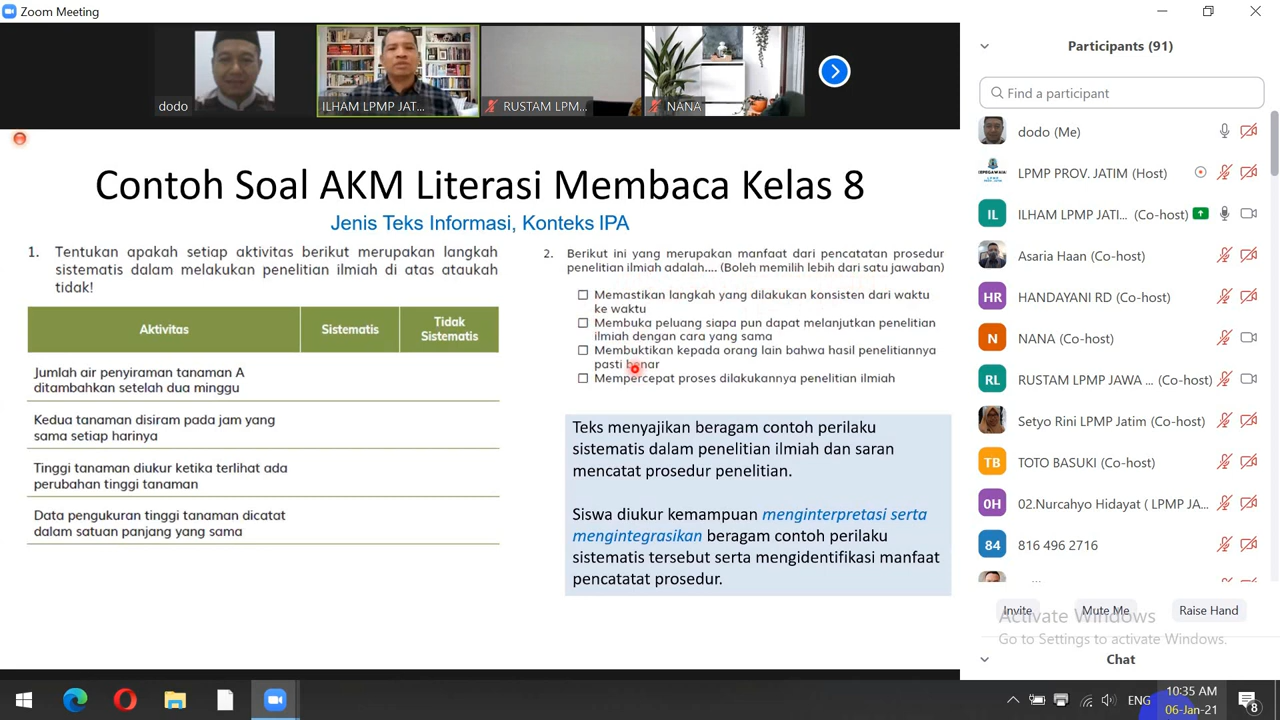 Zoom Meeting
dodo
ILHAM LPMP JAT...
RUSTAM LPM...
NANA
Contoh Soal AKM Literasi Membaca Kelas 8
Jenis Teks Informasi, Konteks IPA
1. Tentukan apakah setiap aktivitas berikut merupakan langkah
sistematis dalam melakukan penelitian ilmiah di atas ataukah
tidak!
Aktivitas
Sistematis
Tidak
Sistematis
Jumlah air penyiraman tanaman A
ditambahkan setelah dua minggu
Kedua tanaman disiram pada jam yang
sama setiap harinya
Tinggi tanaman diukur ketika terlihat ada
perubahan tinggi tanaman
Data pengukuran tinggi tanaman dicatat
dalam satuan panjang yang sama
2. Berikut ini yang merupakan manfaat dari pencatatan prosedur
penelitian ilmiah adalah.... (Boleh memilih lebih dari satu jawaban)
Memastikan langkah yang dilakukan konsisten dari waktu
ke waktu
Membuka peluang siapa pun dapat melanjutkan penelitian
ilmiah dengan cara yang sama
Membuktikan kepada orang lain bahwa hasil penelitiannya
pasti benar
Mempercepat proses dilakukannya penelitian ilmiah
Teks menyajikan beragam contoh perilaku
sistematis dalam penelitian ilmiah dan saran
mencatat prosedur penelitian.
Siswa diukur kemampuan menginterpretasi serta
mengintegrasikan beragam contoh perilaku
sistematis tersebut serta mengidentifikasi manfaat
pencatatat prosedur.
Participants (91)
Find a participant
dodo (Me)
LPMP PROV. JATIM (Host)
IL ILHAM LPMP JATI... (Co-host)
Asaria Haan (Co-host)
HR HANDAYANI RD (Co-host)
N NANA (Co-host)
RL RUSTAM LPMP JAWA ... (Co-host)
Setyo Rini LPMP Jatim (Co-host)
TB TOTO BASUKI (Co-host)
0H 02.Nurcahyo Hidayat ( LPMP JA...
84 816 496 2716
Invite
Mute Me
Raise Hand
Activate Windows
Go to Settings to activate Windows.
Chat
ENG
10:35 AM
06-Jan-21
8